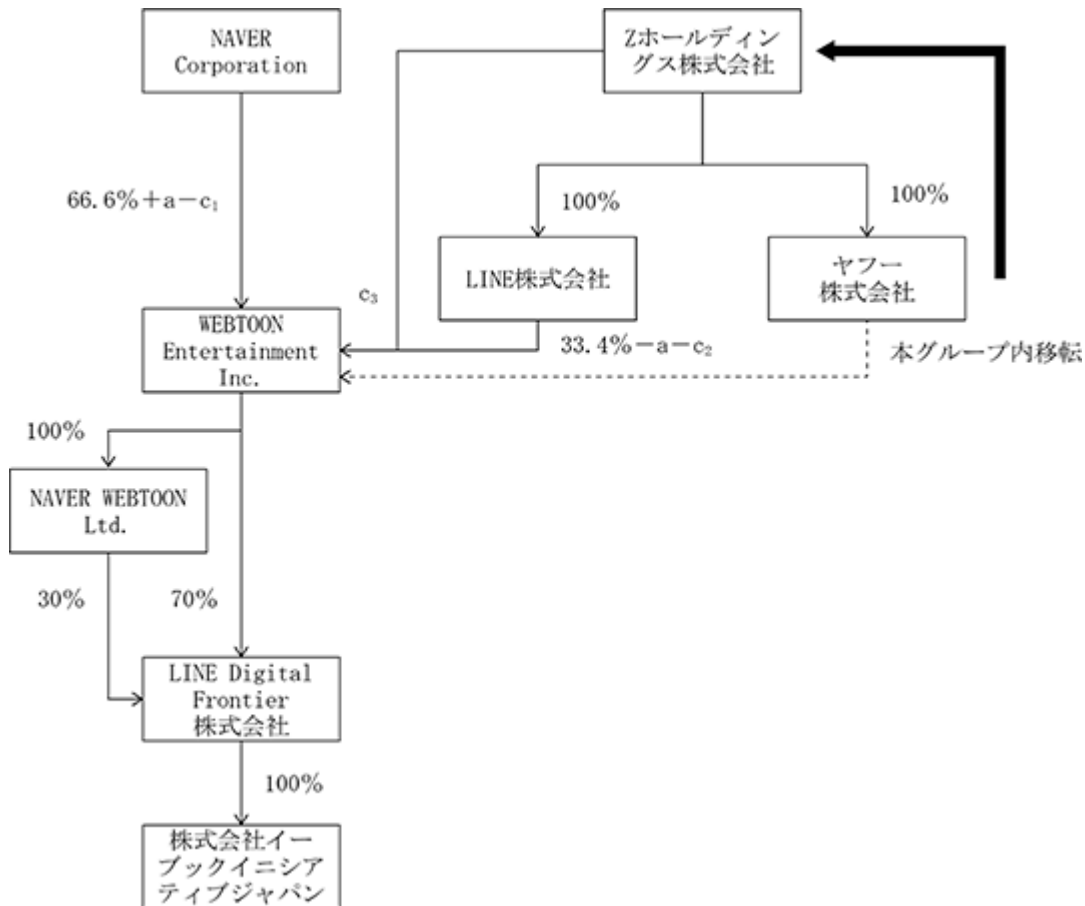 NAVER
Corporation
Zホールディン
グス株式会社
66.6%+a-c₁
100%
100%
LINE株式会社
ヤフー
株式会社
c₃
WEBTOON
Entertainment
Inc.
33.4%-a-c₂
本グループ内移転
100%
NAVER WEBTOON
Ltd.
30%
70%
LINE Digital
Frontier
株式会社
100%
株式会社イー
ブックイニシア
ティブジャパン